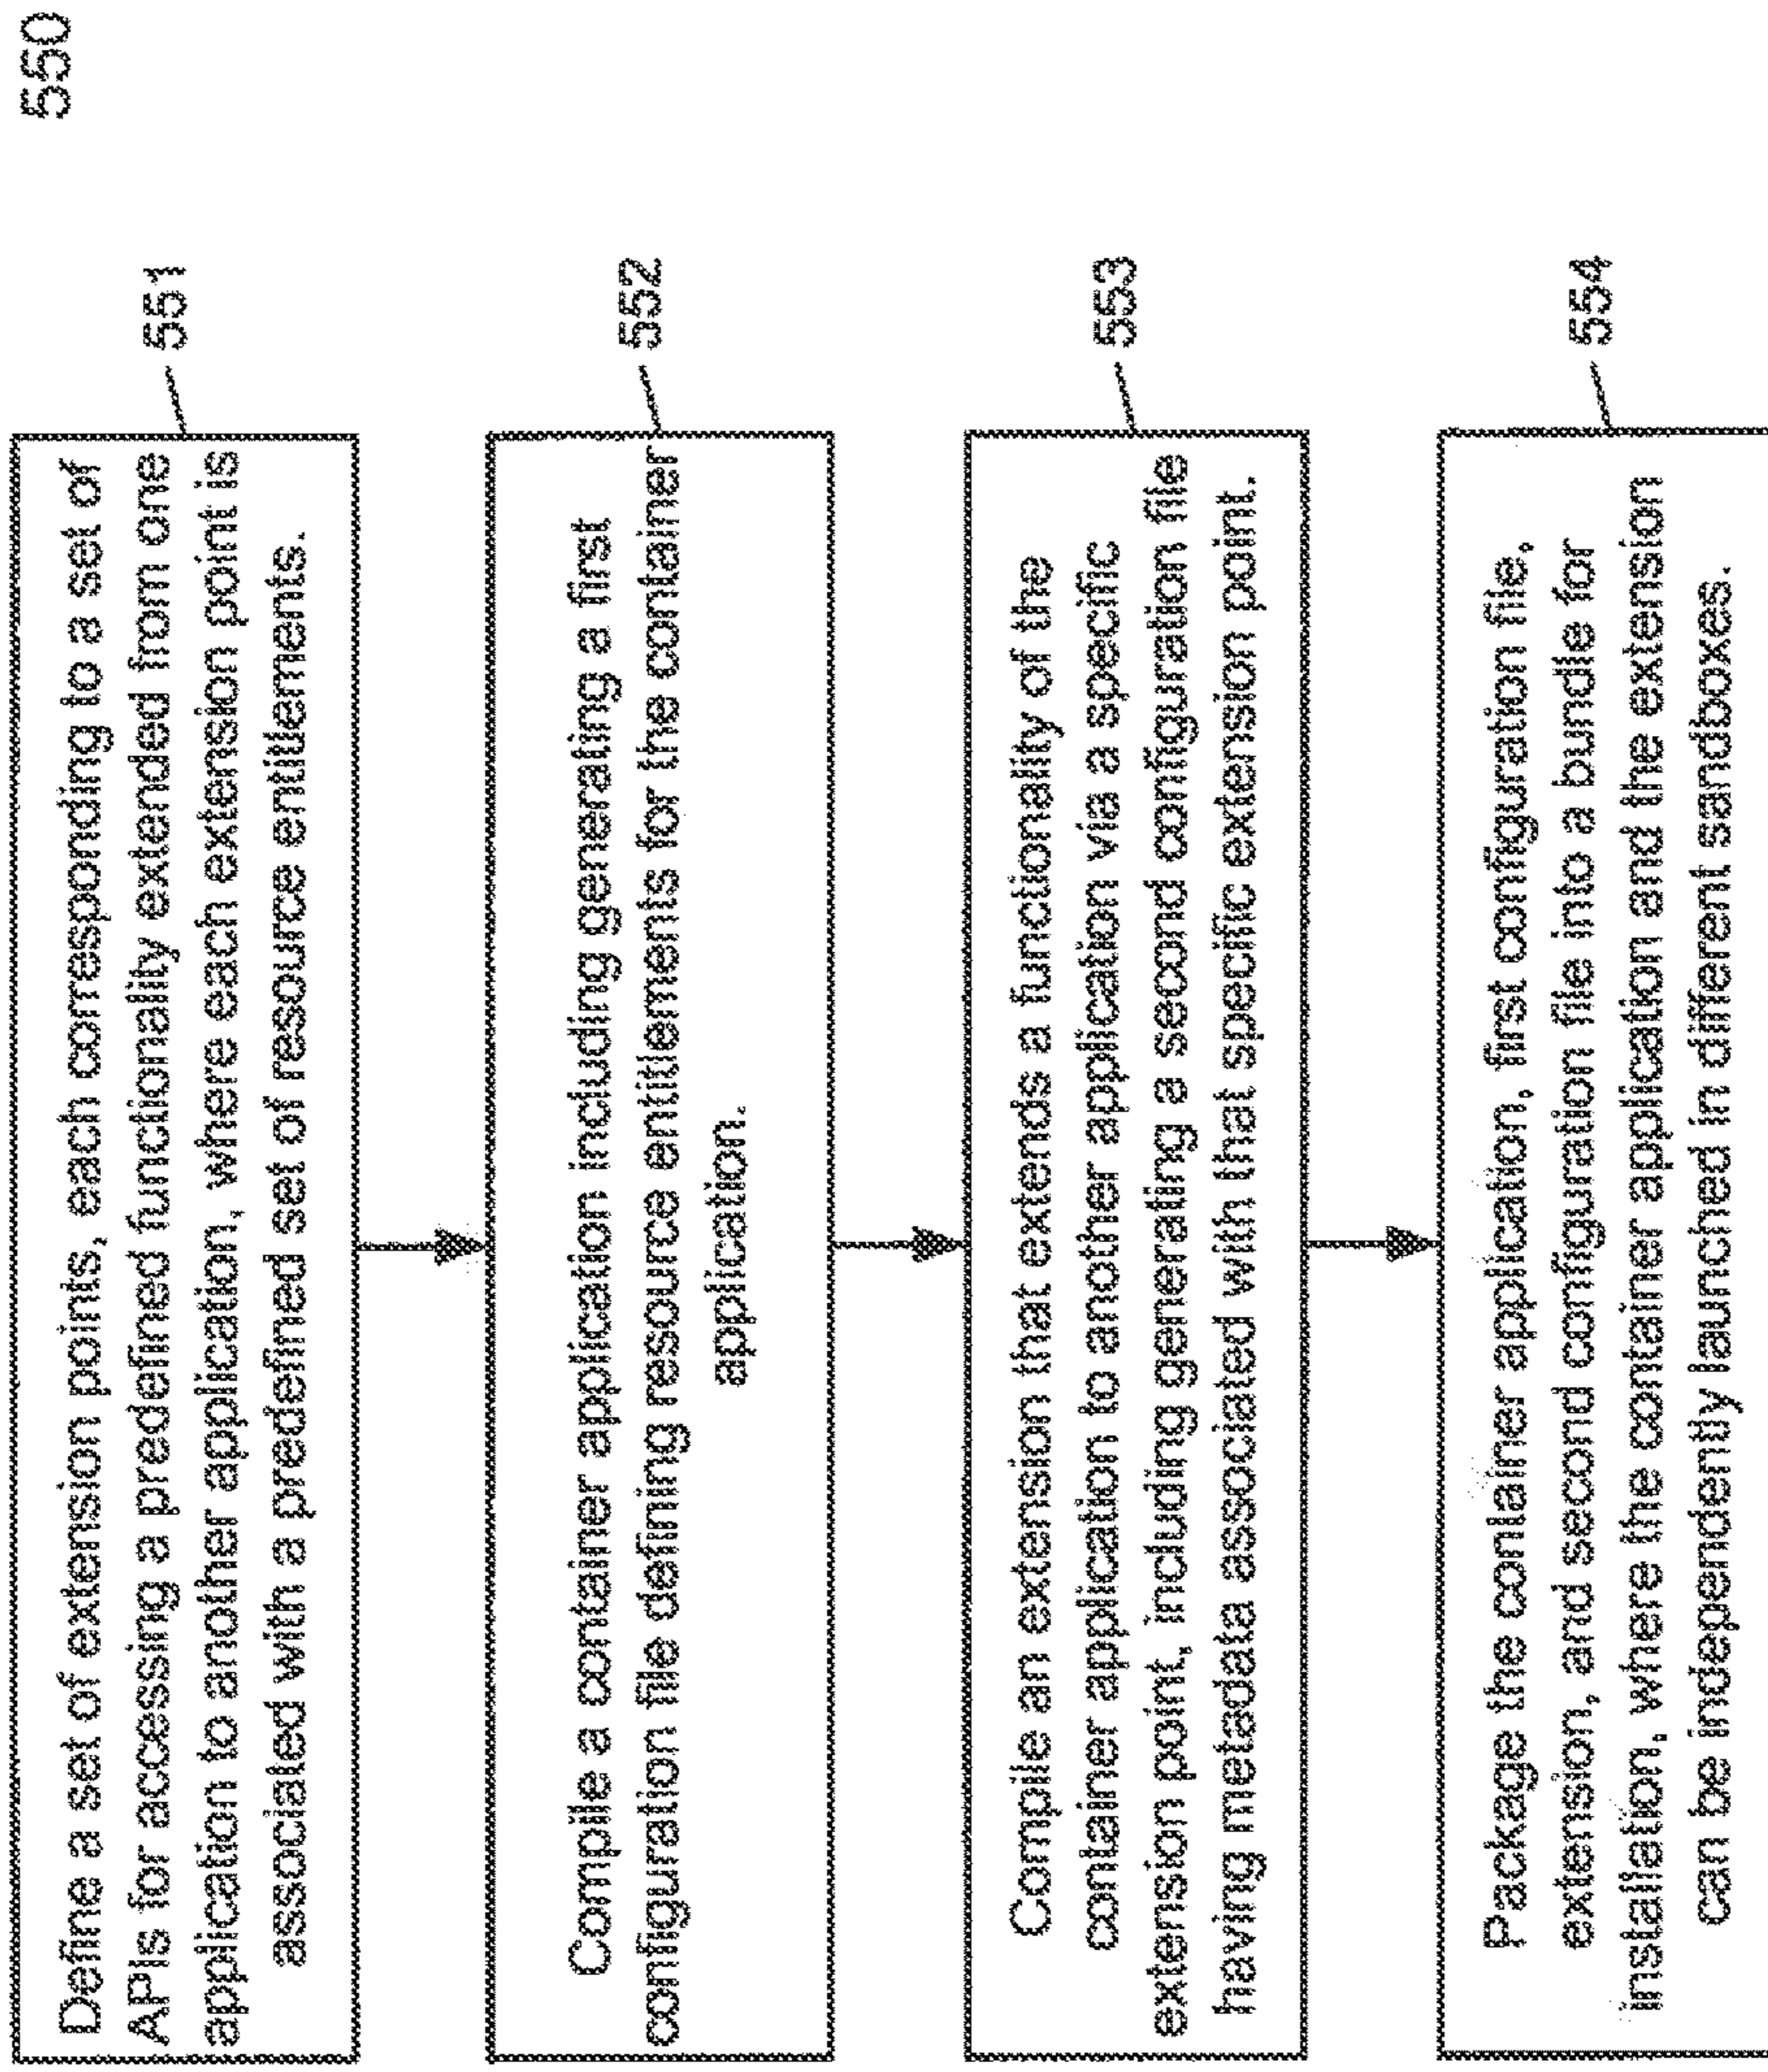 550
Define a set of extension points, each corresponding to a set of
APIs for accessing a predefined functionality extended from one
application to another application, where each extension point is
associated with a predefined set of resource entitlements.
551
Compile a container application including generating a first
configuration file defining resource entitlements for the container
application.
552
Compile an extension that extends a functionality of the
container application to another application via a specific
extension point, including generating a second configuration file
having metadata associated with that specific extension point.
553
Package the container application, first configuration file,
extension, and second configuration file into a bundle for
installation, where the container application and the extension
can be independently launched in different sandboxes.
554